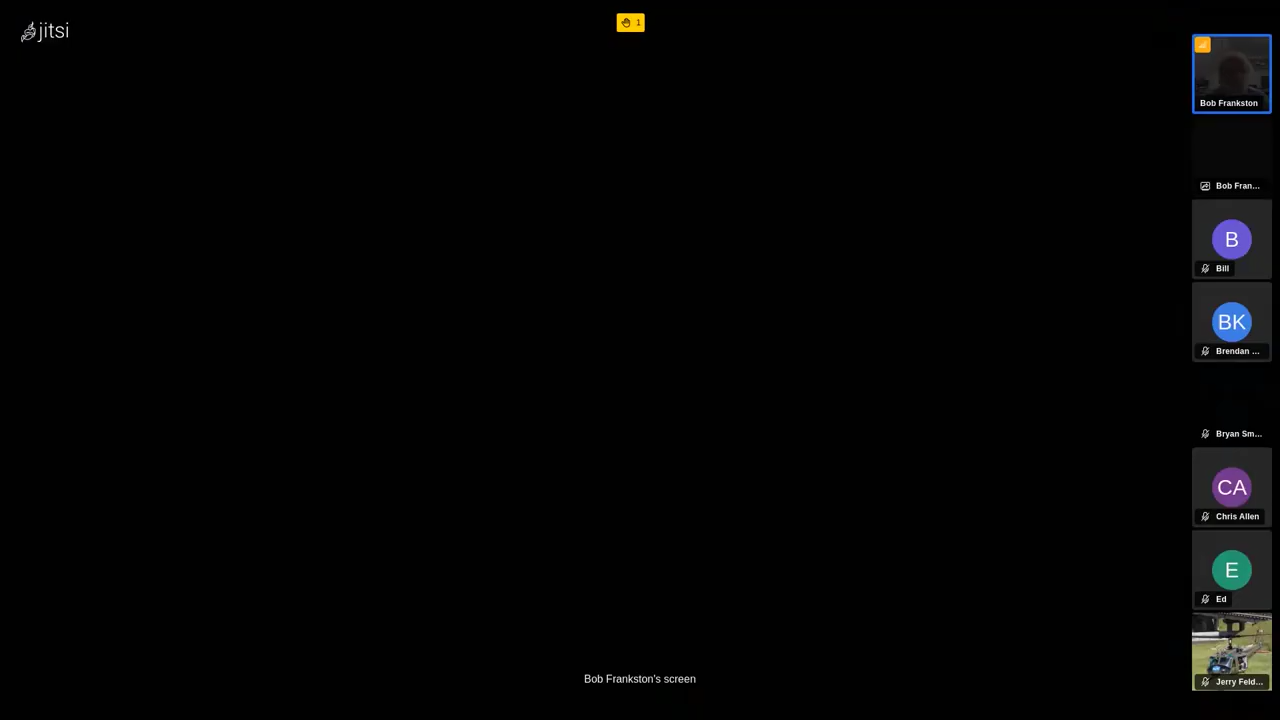 jitsi
1
Bob Frankston
Bob Fran...
B
Bill
BK
Brendan ...
Bryan Sm...
CA
Chris Allen
E
Ed
Jerry Feld...
Bob Frankston's screen